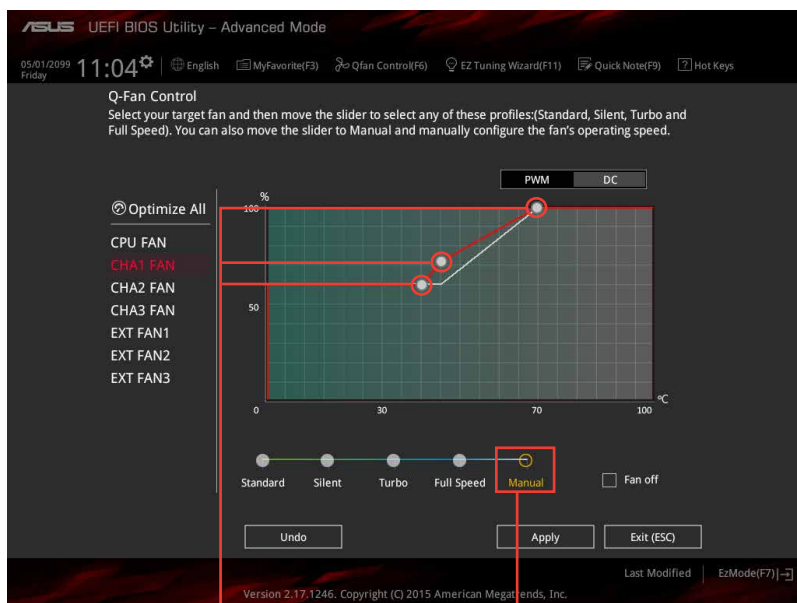 ASUS UEFI BIOS Utility – Advanced Mode
05/01/2099
Friday
11:04
English
MyFavorite(F3)
Qfan Control(F6)
EZ Tuning Wizard(F11)
Quick Note(F9)
? Hot Keys
Q-Fan Control
Select your target fan and then move the slider to select any of these profiles:(Standard, Silent, Turbo and
Full Speed). You can also move the slider to Manual and manually configure the fan's operating speed.
PWM
DC
Optimize All
CPU FAN
CHA1 FAN
CHA2 FAN
CHA3 FAN
EXT FAN1
EXT FAN2
EXT FAN3
%
100
50
0
30
70
100
ºC
Standard
Silent
Turbo
Full Speed
Manual
Fan off
Undo
Apply
Exit (ESC)
Last Modified
EzMode(F7)
Version 2.17.1246. Copyright (C) 2015 American Megatrends, Inc.